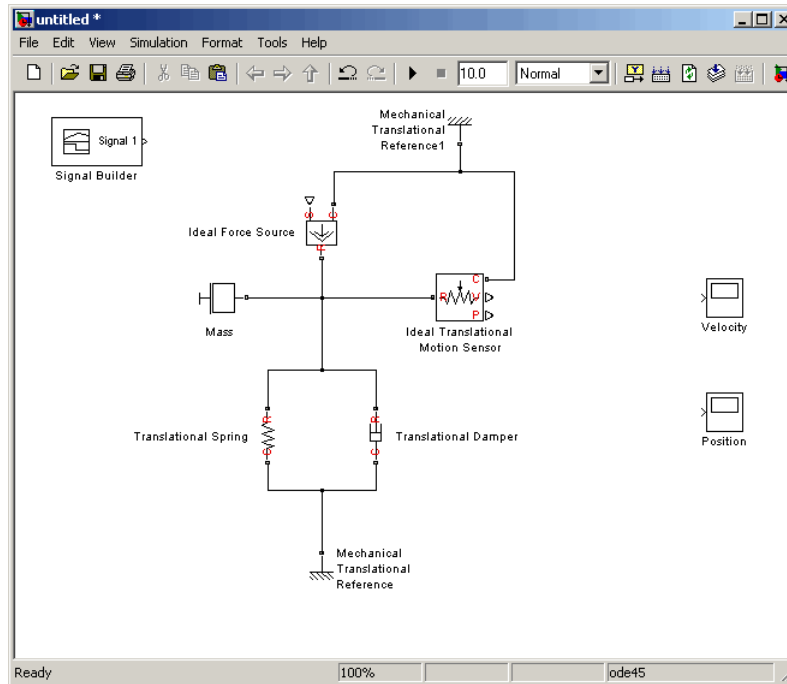 untitled *
File Edit View Simulation Format Tools Help
10.0 Normal
Mechanical
Translational
Reference1
Signal 1
Signal Builder
S C
Ideal Force Source
R
C
R V
P
Mass
Ideal Translational
Motion Sensor
Velocity
R R
Translational Spring
Translational Damper
C C
Position
Mechanical
Translational
Reference
Ready 100% ode45